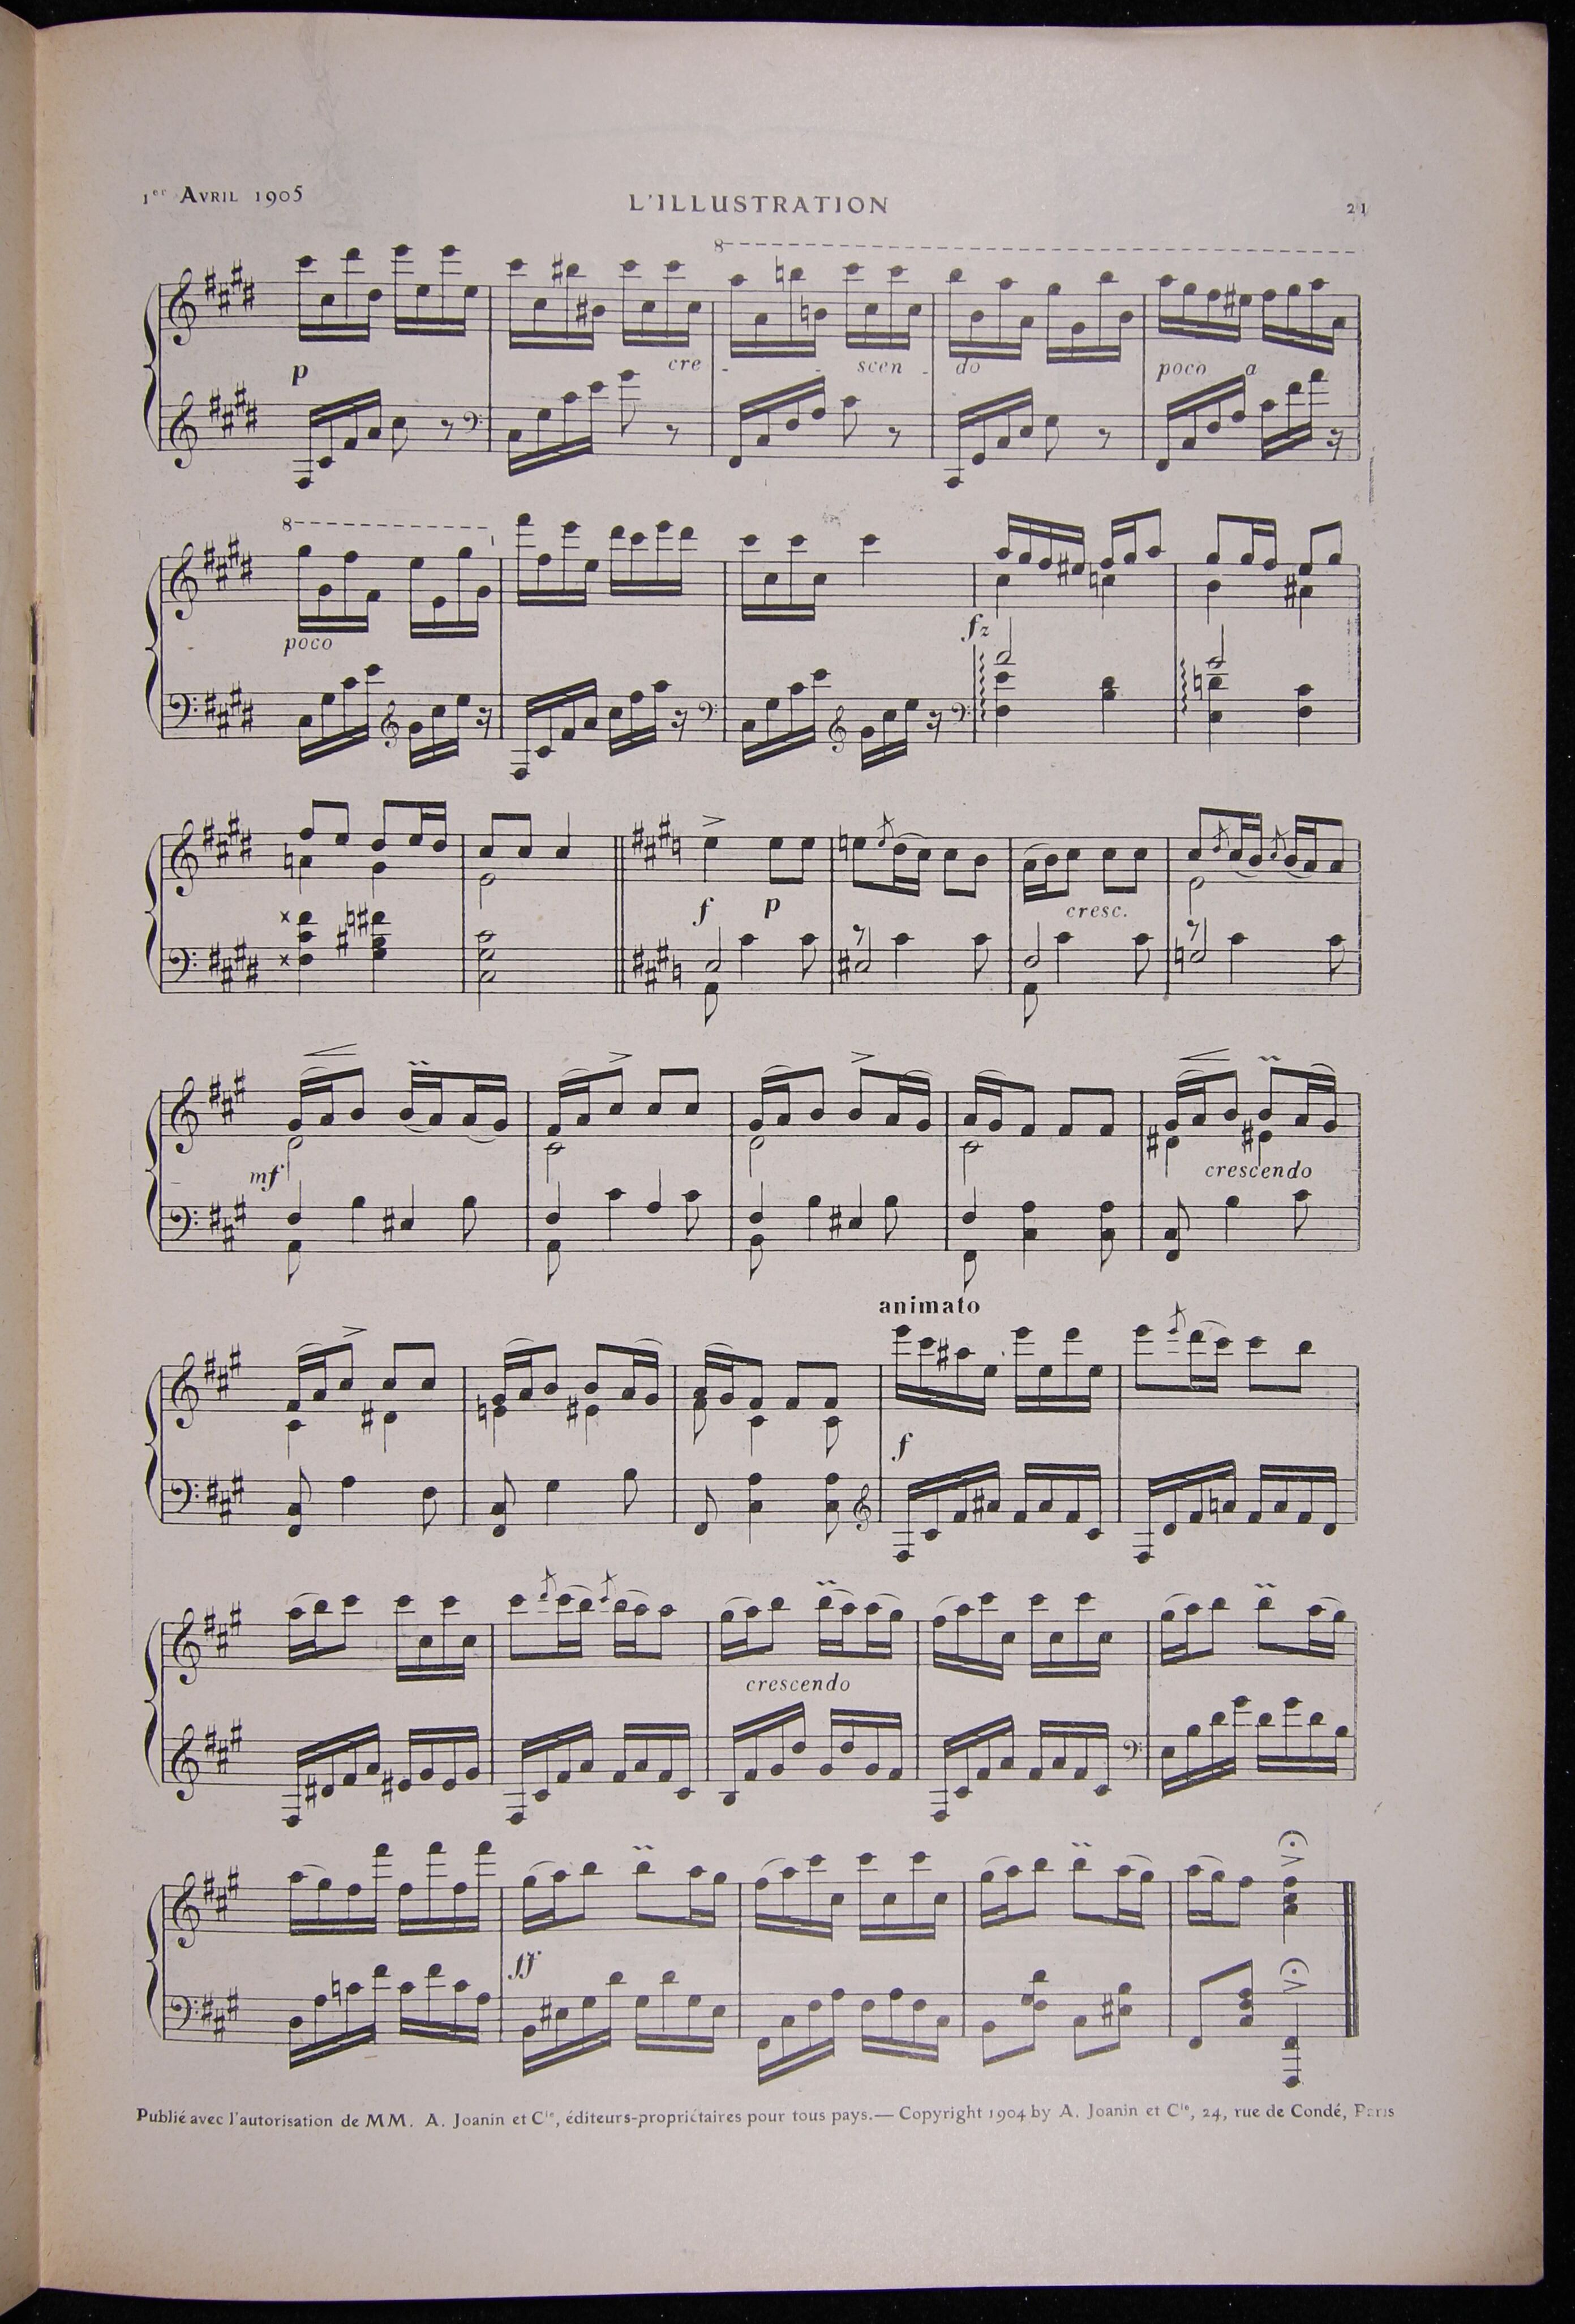 1er AVRIL 1905
L'ILLUSTRATION
21
8
p
cre - - scen - do poco a
8
poco
fz
f p cresc.
mf crescendo
animato
f
crescendo
ff
Publié avec l'autorisation de MM. A. Joanin et Cie, éditeurs-propriétaires pour tous pays.— Copyright 1904 by A. Joanin et Cie, 24, rue de Condé, Paris